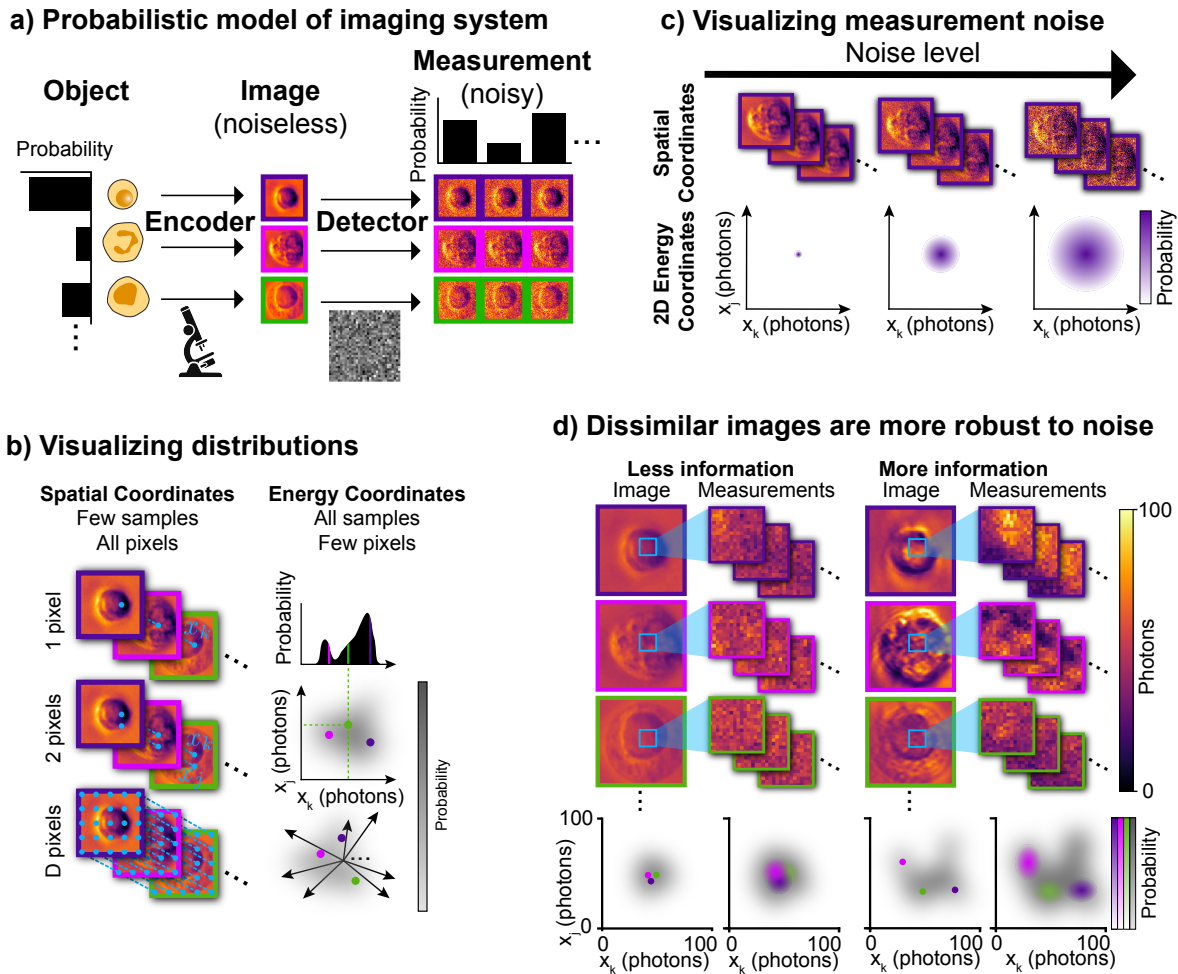 a) Probabilistic model of imaging system
Object
Image
(noiseless)
Measurement
(noisy)
Probability
Probability
Encoder
Detector
b) Visualizing distributions
Spatial Coordinates
Few samples
All pixels
Energy Coordinates
All samples
Few pixels
1 pixel
x_k
Probability
2 pixels
x_k
x_j
x_j (photons)
x_k (photons)
D pixels
Probability
c) Visualizing measurement noise
Noise level
Spatial
Coordinates
2D Energy
Coordinates
x_j (photons)
x_k (photons)
x_k (photons)
x_k (photons)
Probability
d) Dissimilar images are more robust to noise
Less information
More information
Image
Measurements
Image
Measurements
100
Photons
0
100
x_j (photons)
0
0
100
x_k (photons)
0
100
x_k (photons)
0
100
x_k (photons)
0
100
x_k (photons)
Probability